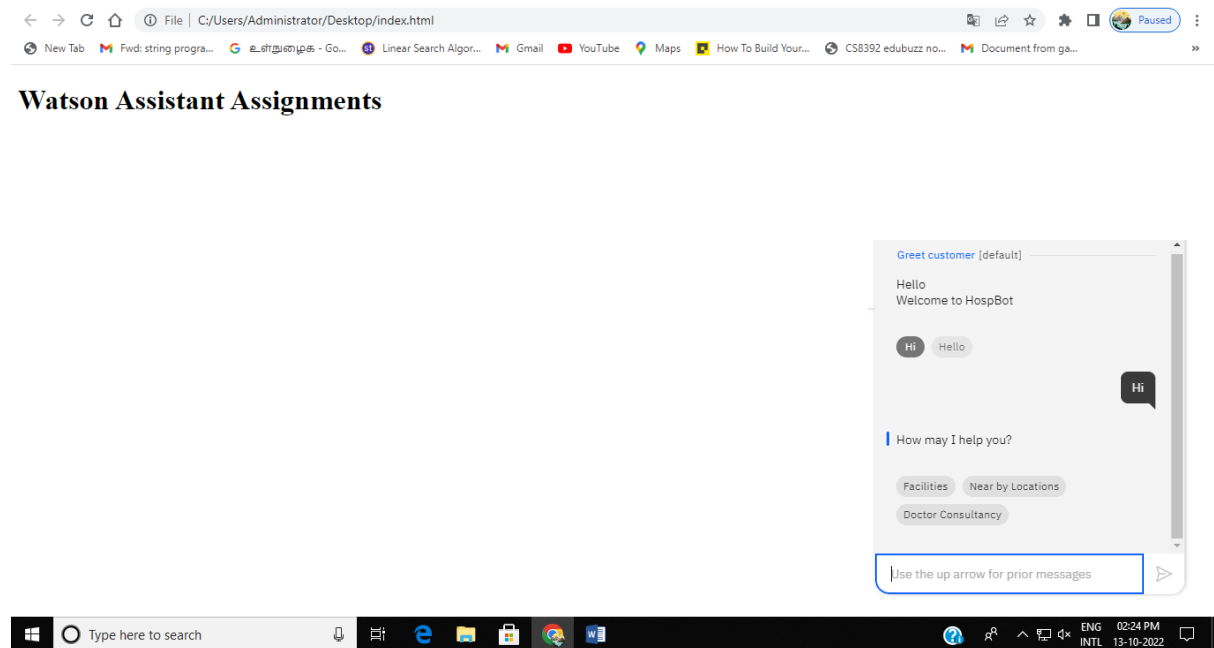 File | C:/Users/Administrator/Desktop/index.html
Paused
New Tab Fwd: string progra... உள்நுழைக - Go... Linear Search Algor... Gmail YouTube Maps How To Build Your... CS8392 edubuzz no... Document from ga... »
Watson Assistant Assignments
Greet customer [default]
Hello
Welcome to HospBot
Hi Hello
Hi
How may I help you?
Facilities Near by Locations
Doctor Consultancy
Use the up arrow for prior messages
Type here to search
ENG 02:24 PM
INTL 13-10-2022